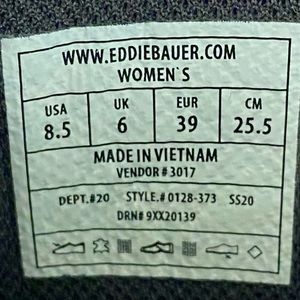 WWW.EDDIEBAUER.COM
WOMEN`S
USA UK EUR CM
8.5 6 39 25.5
MADE IN VIETNAM
VENDOR #3017
DEPT.#20 STYLE.#0128-373 SS20
DRN# 9XX20139